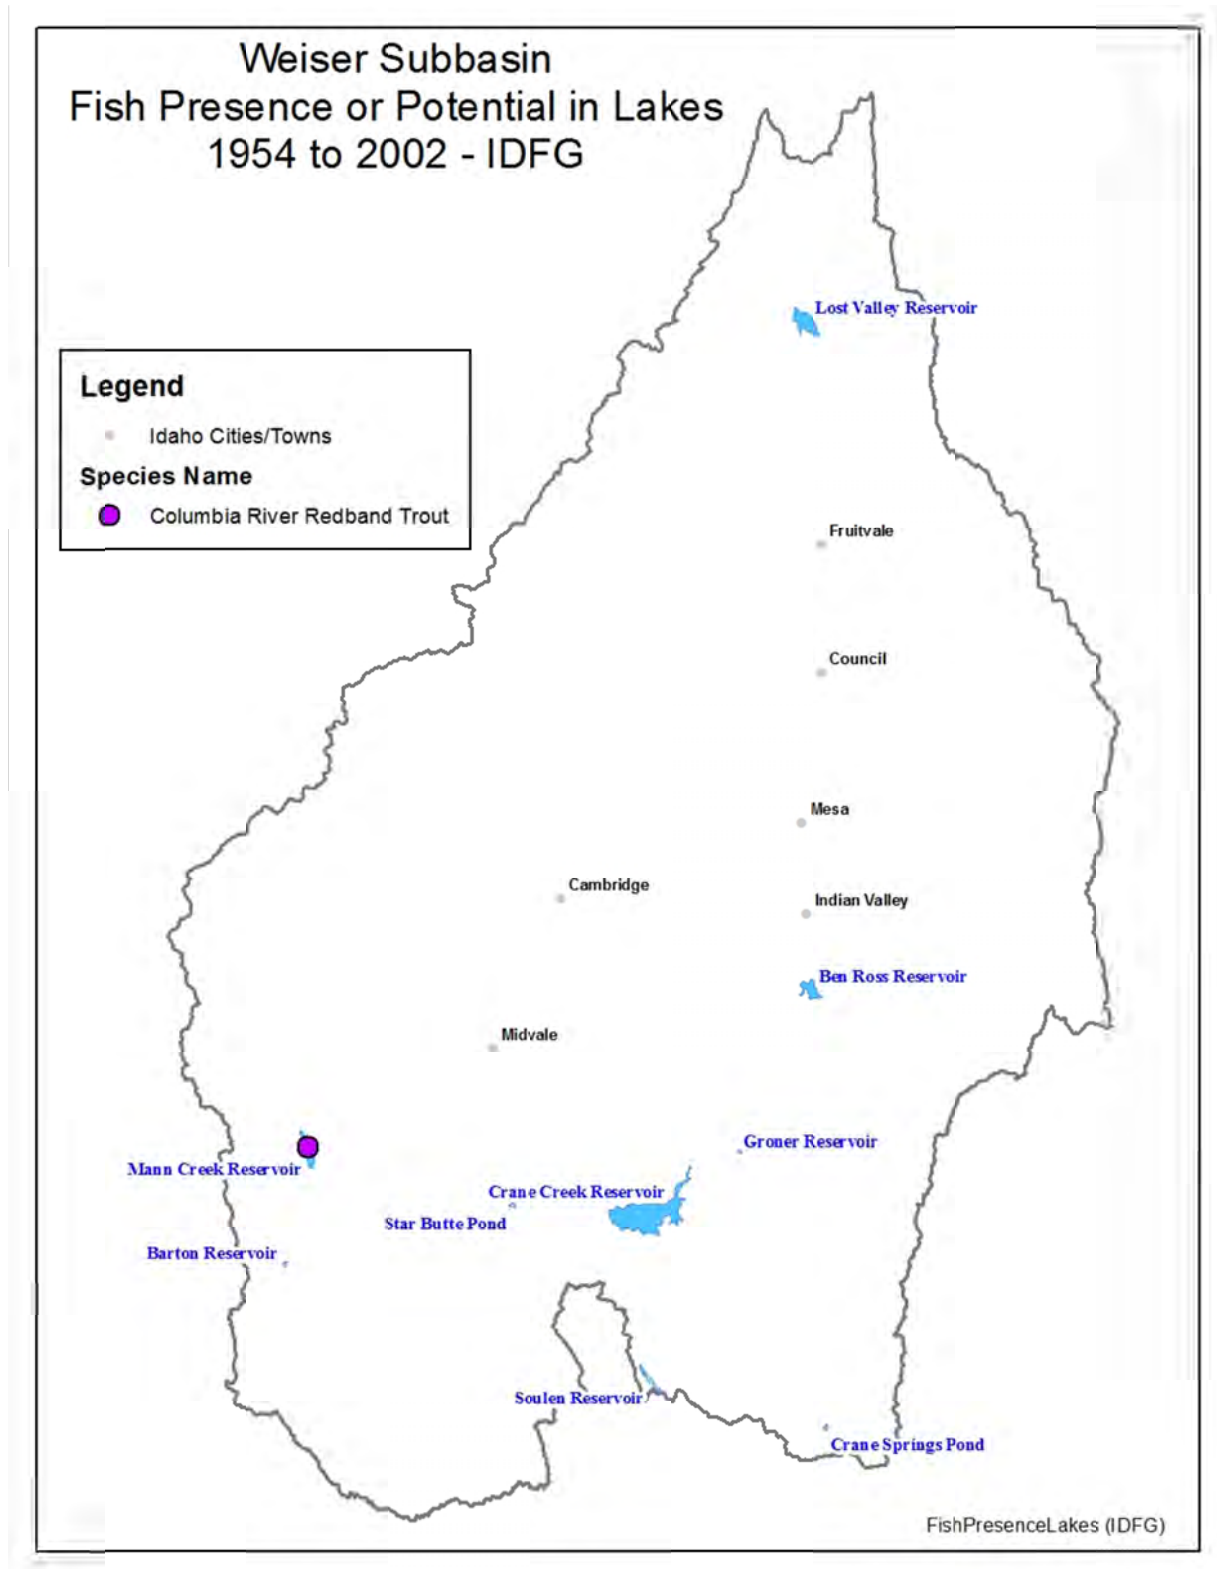 Weiser Subbasin
Fish Presence or Potential in Lakes
1954 to 2002 - IDFG
Lost Valley Reservoir
Legend
Idaho Cities/Towns
Species Name
Columbia River Redband Trout
Fruitvale
Council
Mesa
Cambridge
Indian Valley
Ben Ross Reservoir
Midvale
Groner Reservoir
Mann Creek Reservoir
Crane Creek Reservoir
Star Butte Pond
Barton Reservoir
Soulen Reservoir
Crane Springs Pond
FishPresenceLakes (IDFG)